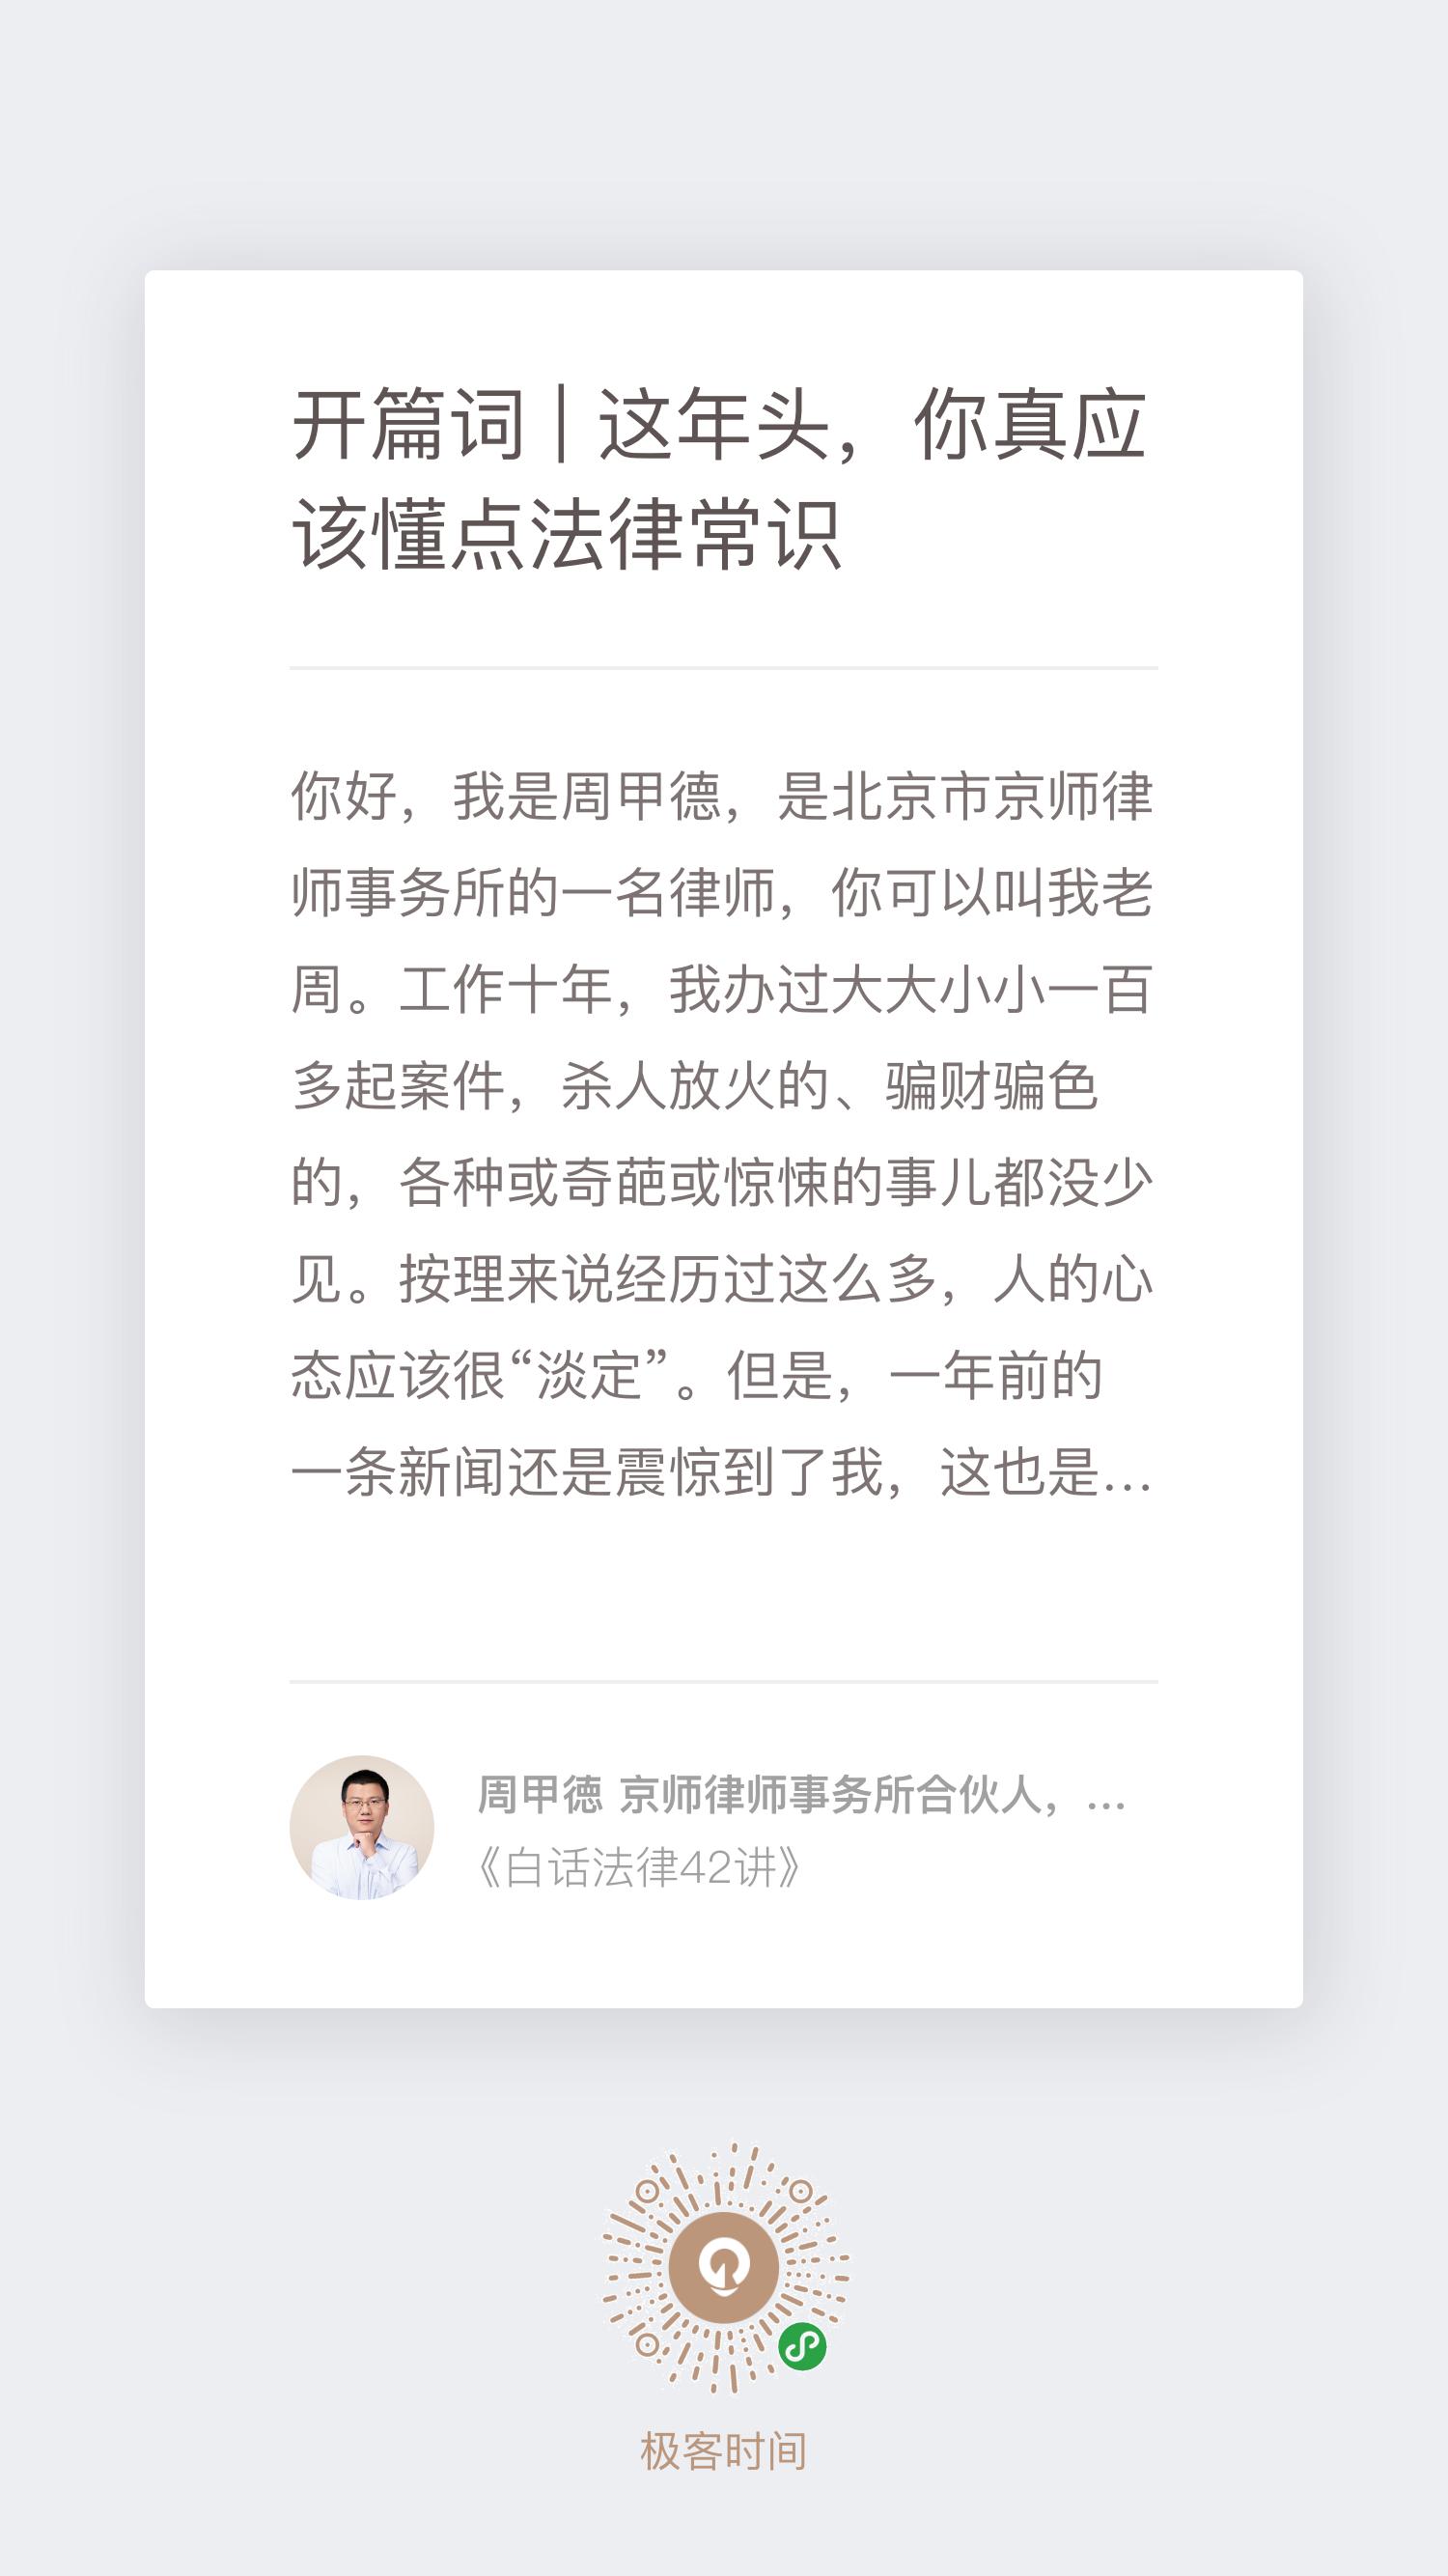 开篇词 | 这年头，你真应
该懂点法律常识
你好，我是周甲德，是北京市京师律
师事务所的一名律师，你可以叫我老
周。工作十年，我办过大大小小一百
多起案件，杀人放火的、骗财骗色
的，各种或奇葩或惊悚的事儿都没少
见。按理来说经历过这么多，人的心
态应该很“淡定”。但是，一年前的
一条新闻还是震惊到了我，这也是...
周甲德 京师律师事务所合伙人，...
《白话法律42讲》
极客时间